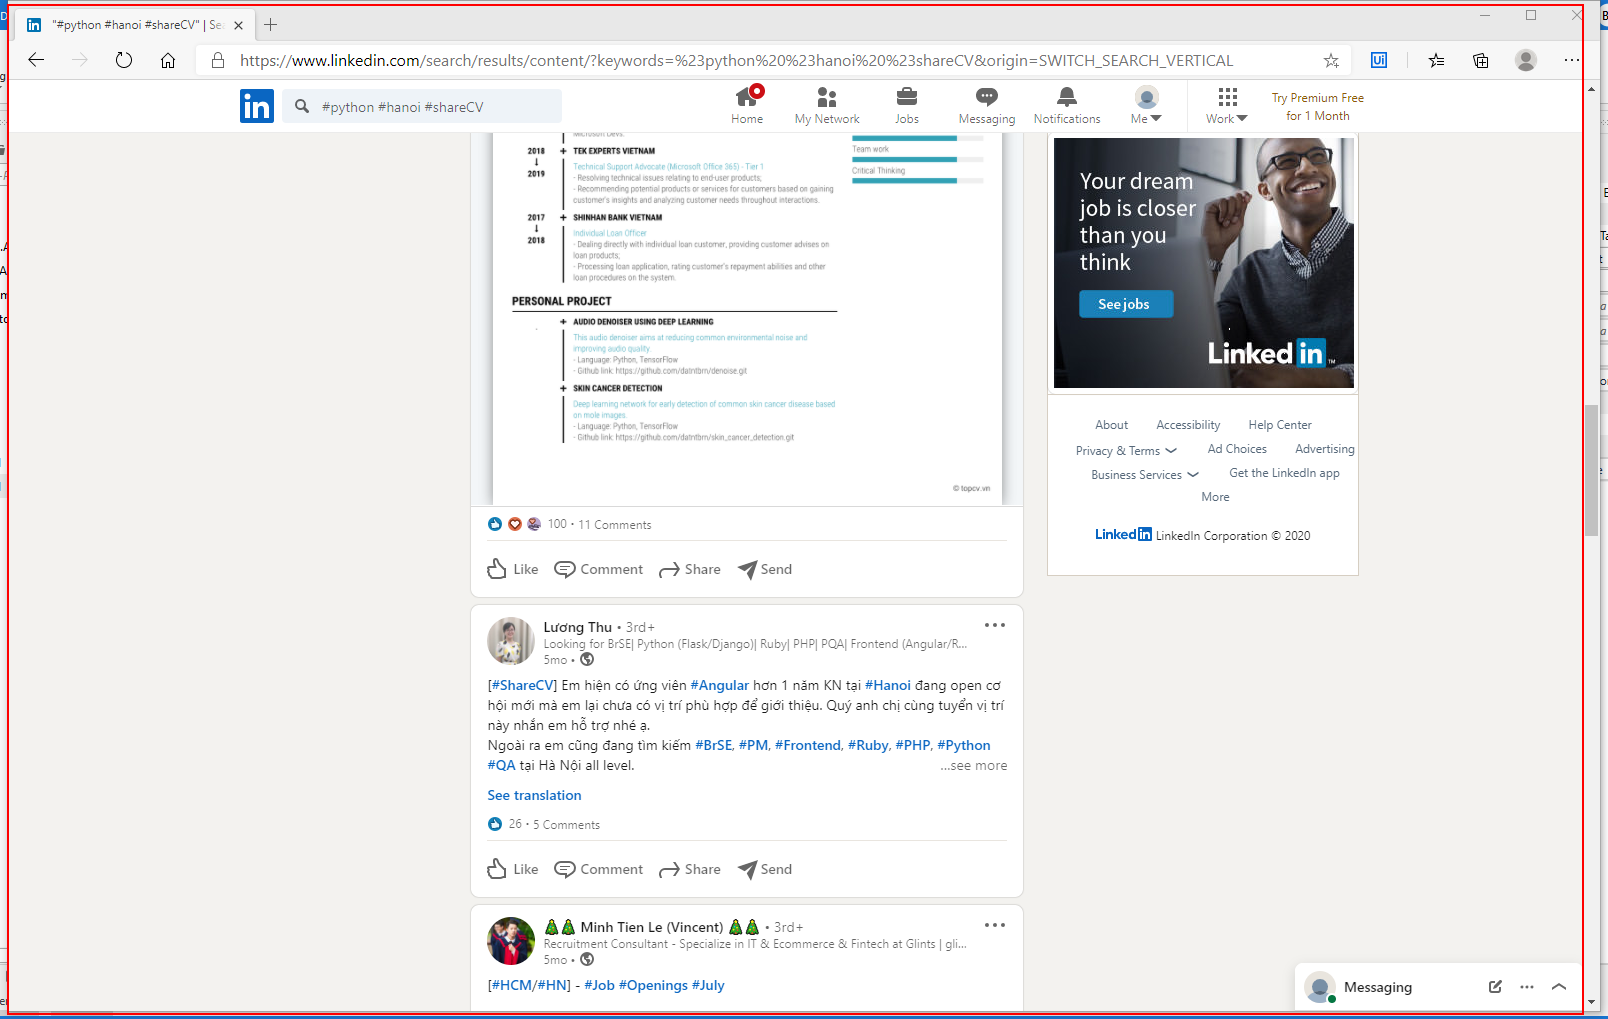 "#python #hanoi #shareCV" | Se
https://www.linkedin.com/search/results/content/?keywords=%23python%20%23hanoi%20%23shareCV&origin=SWITCH_SEARCH_VERTICAL
in
#python #hanoi #shareCV
Home
My Network
Jobs
Messaging
Notifications
Me
Work
Try Premium Free
for 1 Month
Microsoft Devs.
2018
2019
TEK EXPERTS VIETNAM
Technical Support Advocate (Microsoft Office 365) - Tier 1
- Resolving technical issues relating to end-user products;
- Recommending potential products or services for customers based on gaining
customer's insights and analyzing customer needs throughout interactions.
2017
2018
SHINHAN BANK VIETNAM
Individual Loan Officer
- Dealing directly with individual loan customer, providing customer advises on
loan products;
- Processing loan application, rating customer's repayment abilities and other
loan procedures on the system.
PERSONAL PROJECT
AUDIO DENOISER USING DEEP LEARNING
This audio denoiser aims at reducing common environmental noise and
improving audio quality.
- Language: Python, TensorFlow
- Github link: https://github.com/datntbrn/denoise.git
SKIN CANCER DETECTION
Deep learning network for early detection of common skin cancer disease based
on mole images.
- Language: Python, TensorFlow
- Github link: https://github.com/datntbrn/skin_cancer_detection.git
© topcv.vn
Team work
Critical Thinking
100 • 11 Comments
Like
Comment
Share
Send
Lương Thu • 3rd+
Looking for BrSE| Python (Flask/Django)| Ruby| PHP| PQA| Frontend (Angular/R...
5mo •
[#ShareCV] Em hiện có ứng viên #Angular hơn 1 năm KN tại #Hanoi đang open cơ
hội mới mà em lại chưa có vị trí phù hợp để giới thiệu. Quý anh chị cùng tuyển vị trí
này nhắn em hỗ trợ nhé ạ.
Ngoài ra em cũng đang tìm kiếm #BrSE, #PM, #Frontend, #Ruby, #PHP, #Python
#QA tại Hà Nội all level.
...see more
See translation
26 • 5 Comments
Like
Comment
Share
Send
🎄🎄 Minh Tien Le (Vincent) 🎄🎄 • 3rd+
Recruitment Consultant - Specialize in IT & Ecommerce & Fintech at Glints | gli...
5mo •
[#HCM/#HN] - #Job #Openings #July
Your dream
job is closer
than you
think
See jobs
Linked in
About
Accessibility
Help Center
Privacy & Terms
Ad Choices
Advertising
Business Services
Get the LinkedIn app
More
Linked in LinkedIn Corporation © 2020
Messaging